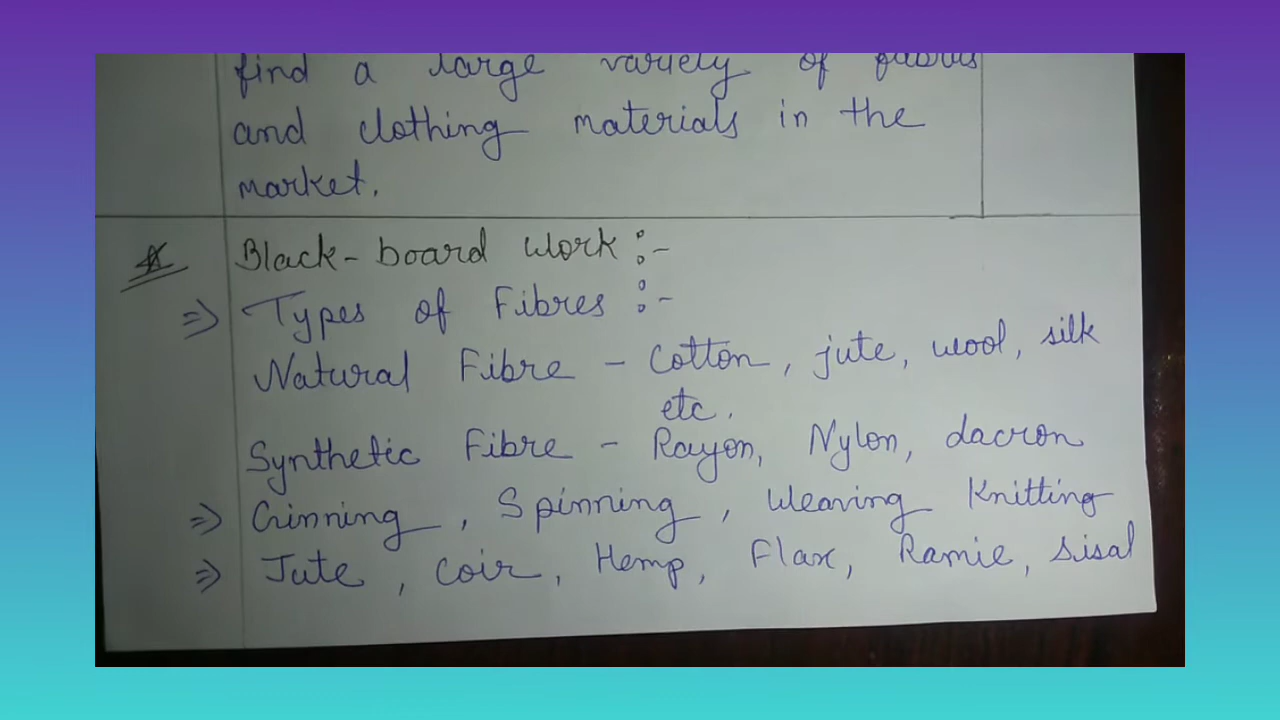 find a large variety of fabrics
and clothing materials in the
market.
Black-board Work :-
⇒ Types of Fibres :-
Natural Fibre - Cotton, jute, wool, silk
etc.
Synthetic Fibre - Rayon, Nylon, dacron
⇒ Ginning, Spinning, Weaving Knitting
⇒ Jute, Coir, Hemp, Flax, Ramie, Sisal